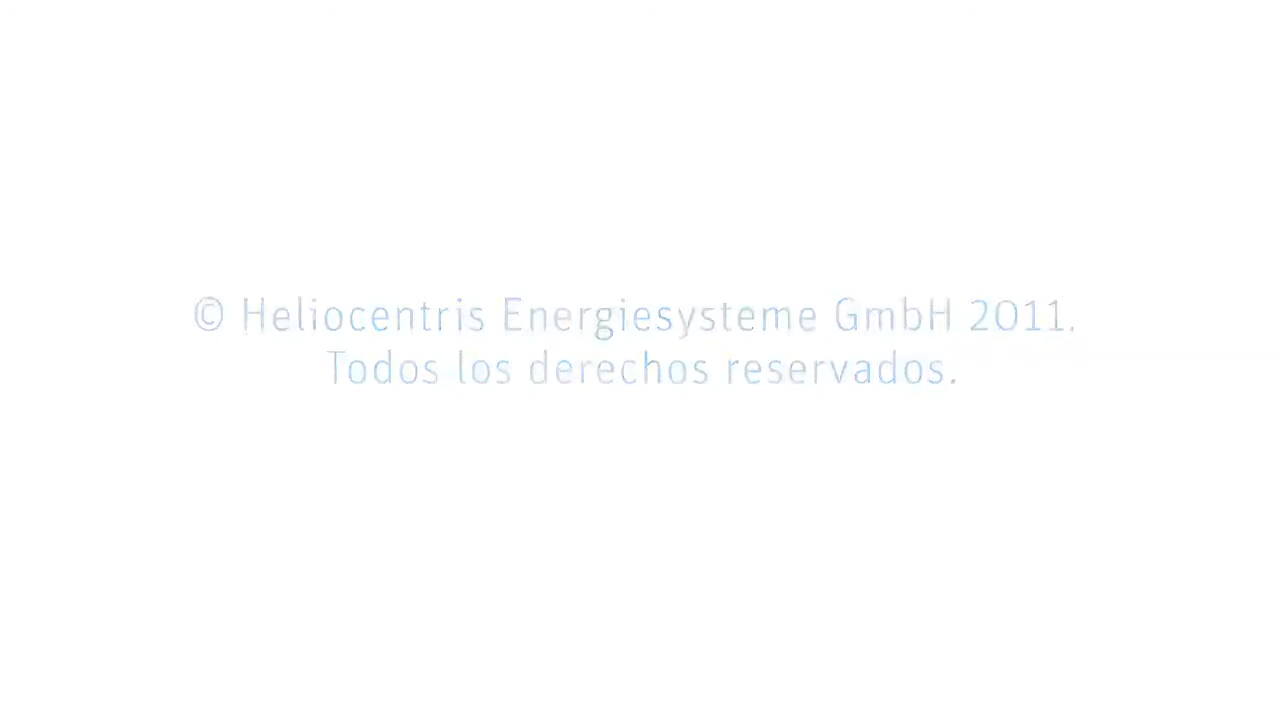 © Heliocentris Energiesysteme GmbH 2011.
Todos los derechos reservados.